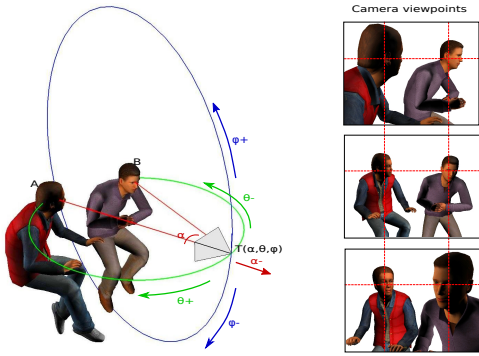 Camera viewpoints
φ+
B
A
θ-
α
T(α,θ,φ)
α-
θ+
φ-